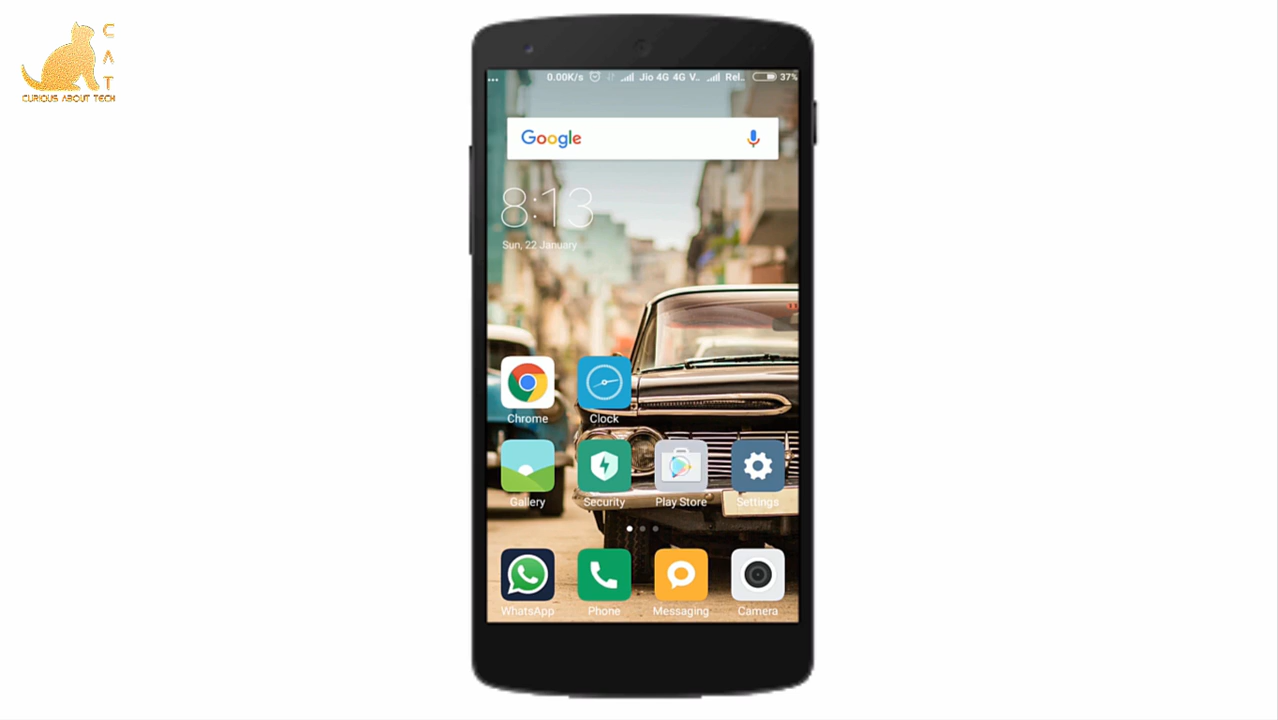 CAT
CURIOUS ABOUT TECH
... 0.00K/s Jio 4G 4G V.. Rel.. 37%
Google
8:13
Sun, 22 January
Chrome Clock
Gallery Security Play Store Settings
WhatsApp Phone Messaging Camera